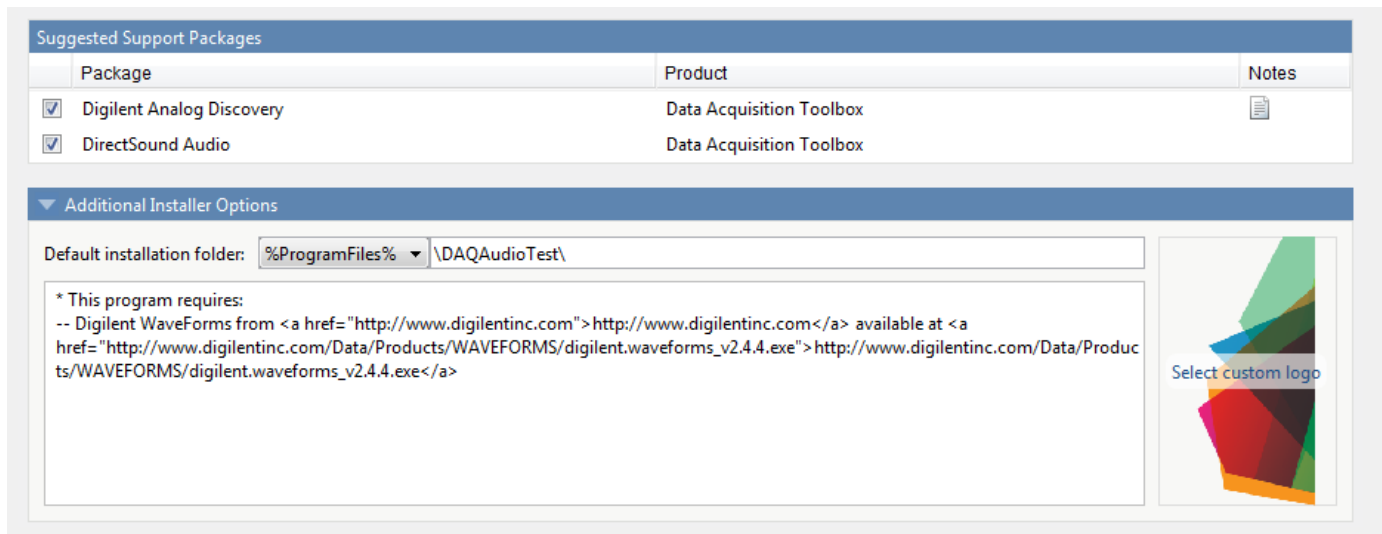 Suggested Support Packages
Package Product Notes
Digilent Analog Discovery Data Acquisition Toolbox
DirectSound Audio Data Acquisition Toolbox
Additional Installer Options
Default installation folder: %ProgramFiles% \DAQAudioTest\
* This program requires:
-- Digilent WaveForms from <a href="http://www.digilentinc.com">http://www.digilentinc.com</a> available at <a
href="http://www.digilentinc.com/Data/Products/WAVEFORMS/digilent.waveforms_v2.4.4.exe">http://www.digilentinc.com/Data/Produc
ts/WAVEFORMS/digilent.waveforms_v2.4.4.exe</a>
Select custom logo